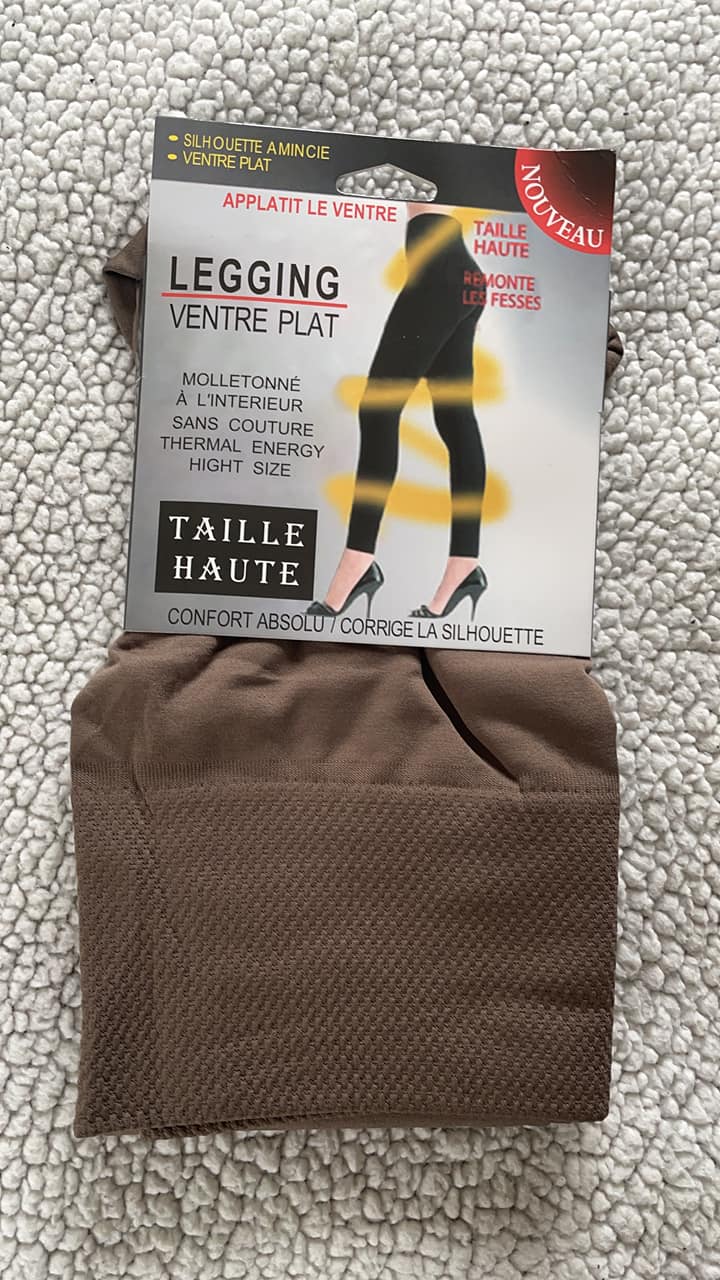 • SILHOUETTE AMINCIE
• VENTRE PLAT
NOUVEAU
APPLATIT LE VENTRE
TAILLE
HAUTE
REMONTE
LES FESSES
LEGGING
VENTRE PLAT
MOLLETONNÉ
À L'INTERIEUR
SANS COUTURE
THERMAL ENERGY
HIGHT SIZE
TAILLE
HAUTE
CONFORT ABSOLU / CORRIGE LA SILHOUETTE